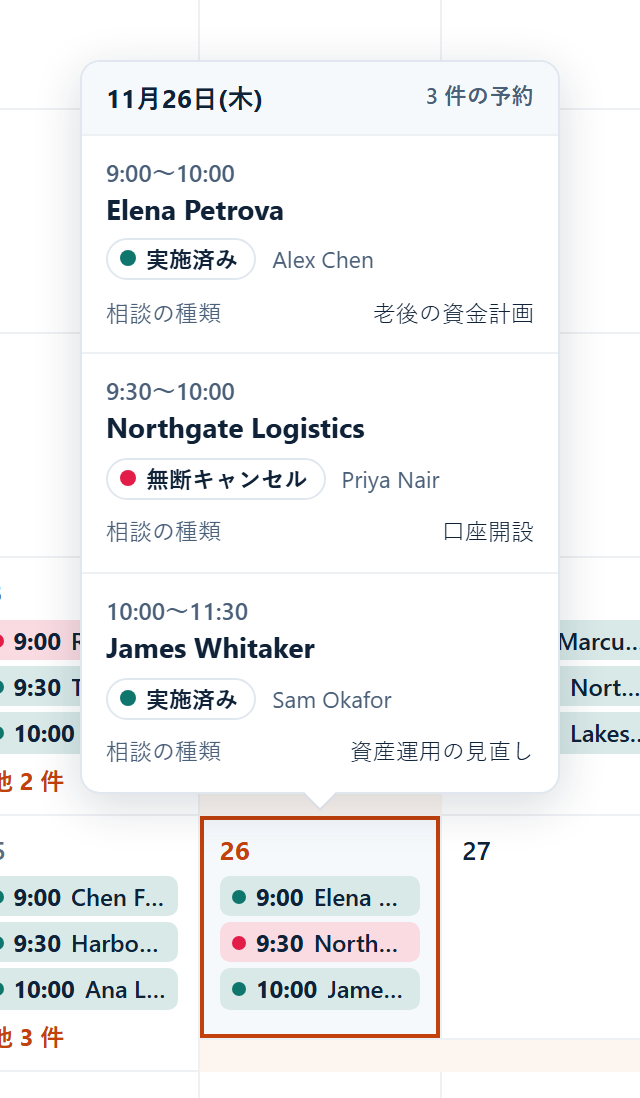 11月26日(木) 3 件の予約
9:00〜10:00
Elena Petrova
実施済み Alex Chen
相談の種類 老後の資金計画
9:30〜10:00
Northgate Logistics
無断キャンセル Priya Nair
相談の種類 口座開設
10:00〜11:30
James Whitaker
実施済み Sam Okafor
相談の種類 資産運用の見直し
9:00 Marcu...
9:30 Nort...
10:00 Lakes...
他 2 件
26
27
9:00 Chen F...
9:00 Elena ...
9:30 Harbo...
9:30 North...
10:00 Ana L...
10:00 Jame...
他 3 件